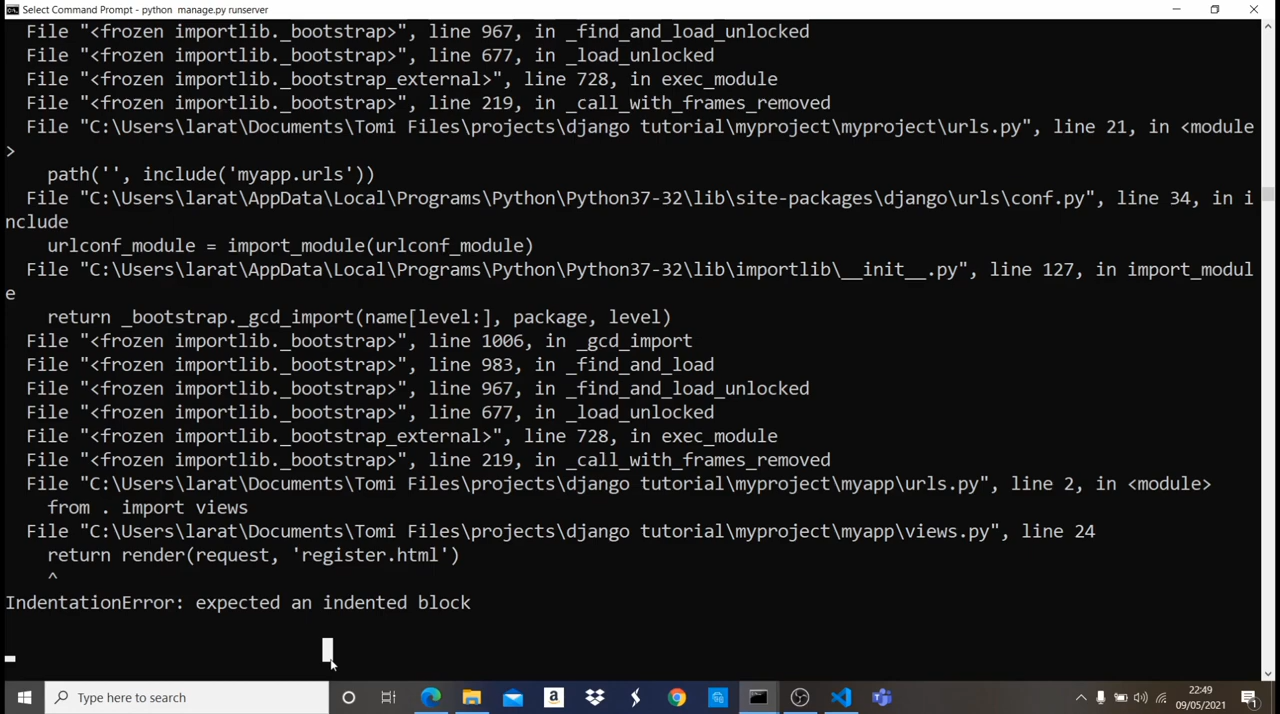 Select Command Prompt - python  manage.py runserver
File "<frozen importlib._bootstrap>", line 967, in _find_and_load_unlocked
File "<frozen importlib._bootstrap>", line 677, in _load_unlocked
File "<frozen importlib._bootstrap_external>", line 728, in exec_module
File "<frozen importlib._bootstrap>", line 219, in _call_with_frames_removed
File "C:\Users\larat\Documents\Tomi Files\projects\django tutorial\myproject\myproject\urls.py", line 21, in <module
>
path('', include('myapp.urls'))
File "C:\Users\larat\AppData\Local\Programs\Python\Python37-32\lib\site-packages\django\urls\conf.py", line 34, in i
nclude
urlconf_module = import_module(urlconf_module)
File "C:\Users\larat\AppData\Local\Programs\Python\Python37-32\lib\importlib\__init__.py", line 127, in import_modul
e
return _bootstrap._gcd_import(name[level:], package, level)
File "<frozen importlib._bootstrap>", line 1006, in _gcd_import
File "<frozen importlib._bootstrap>", line 983, in _find_and_load
File "<frozen importlib._bootstrap>", line 967, in _find_and_load_unlocked
File "<frozen importlib._bootstrap>", line 677, in _load_unlocked
File "<frozen importlib._bootstrap_external>", line 728, in exec_module
File "<frozen importlib._bootstrap>", line 219, in _call_with_frames_removed
File "C:\Users\larat\Documents\Tomi Files\projects\django tutorial\myproject\myapp\urls.py", line 2, in <module>
from . import views
File "C:\Users\larat\Documents\Tomi Files\projects\django tutorial\myproject\myapp\views.py", line 24
return render(request, 'register.html')
^
IndentationError: expected an indented block
Type here to search
22:49
09/05/2021